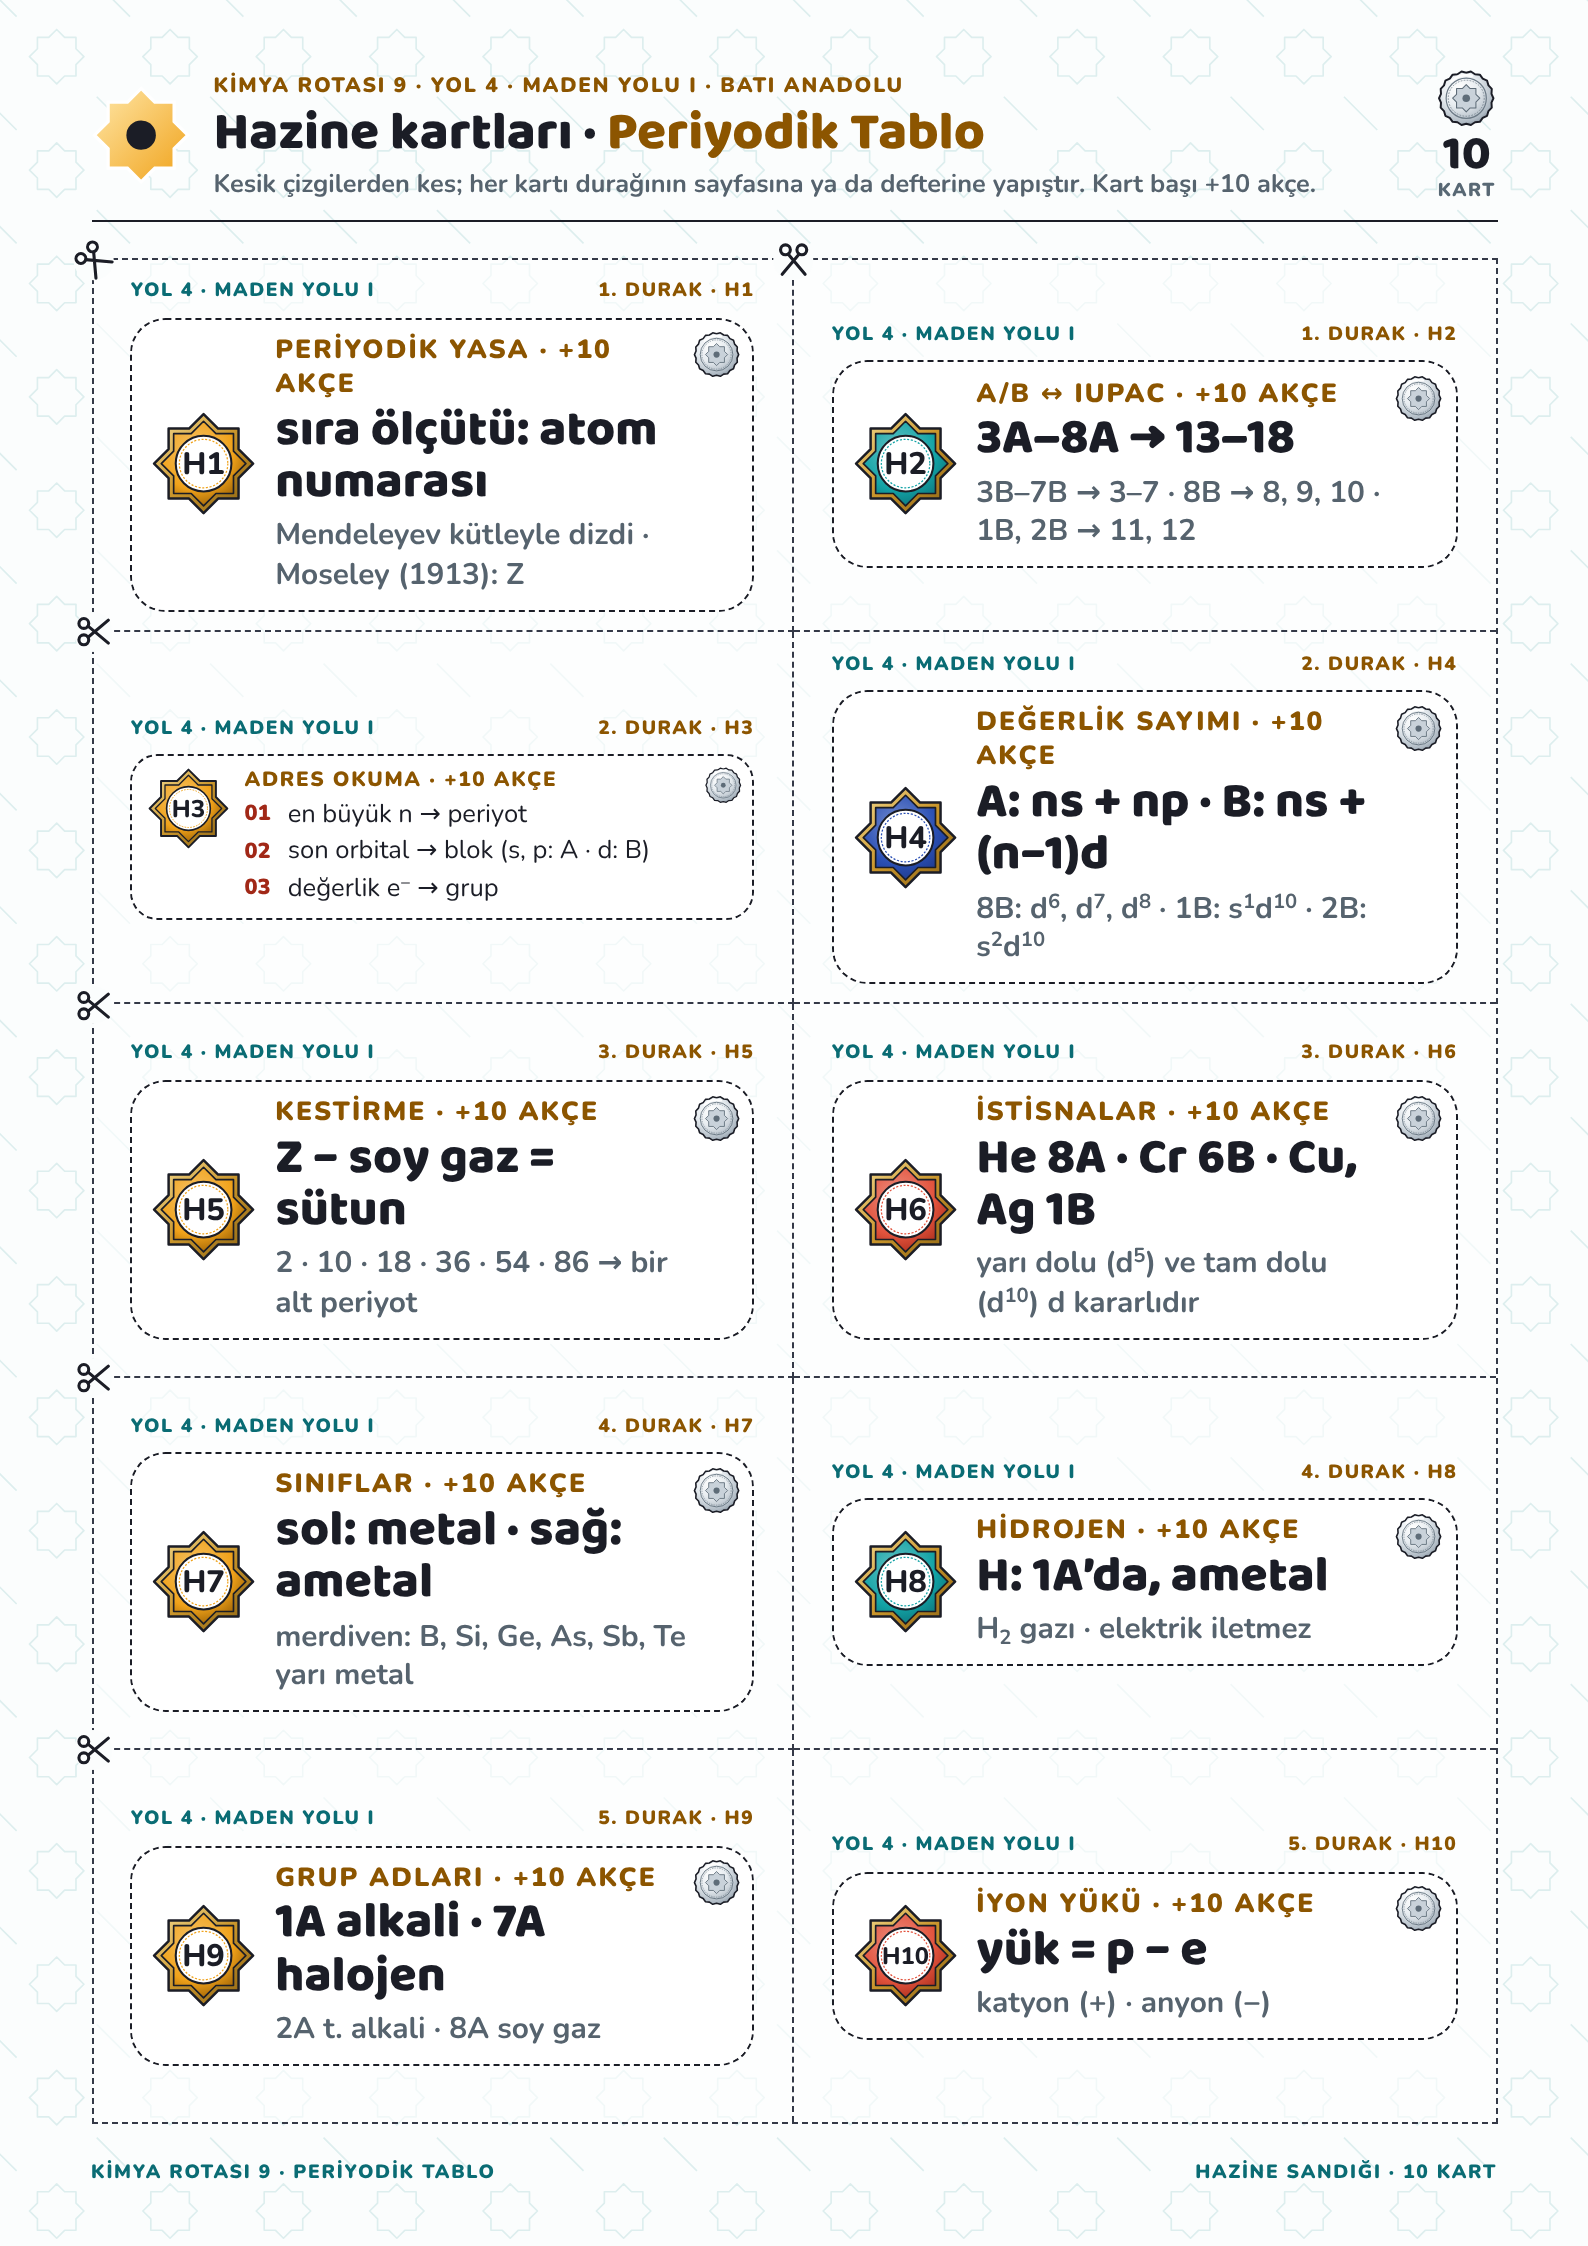 KİMYA ROTASI 9 · YOL 4 · MADEN YOLU I · BATI ANADOLU
Hazine kartları · Periyodik Tablo
Kesik çizgilerden kes; her kartı durağının sayfasına ya da defterine yapıştır. Kart başı +10 akçe.
10
KART
YOL 4 · MADEN YOLU I
1. DURAK · H1
H1
PERİYODİK YASA · +10
AKÇE
sıra ölçütü: atom
numarası
Mendeleyev kütleyle dizdi ·
Moseley (1913): Z
YOL 4 · MADEN YOLU I
1. DURAK · H2
H2
A/B ↔ IUPAC · +10 AKÇE
3A–8A → 13–18
3B–7B → 3–7 · 8B → 8, 9, 10 ·
1B, 2B → 11, 12
YOL 4 · MADEN YOLU I
2. DURAK · H3
H3
ADRES OKUMA · +10 AKÇE
01 en büyük n → periyot
02 son orbital → blok (s, p: A · d: B)
03 değerlik e⁻ → grup
YOL 4 · MADEN YOLU I
2. DURAK · H4
H4
DEĞERLİK SAYIMI · +10
AKÇE
A: ns + np · B: ns +
(n−1)d
8B: d⁶, d⁷, d⁸ · 1B: s¹d¹⁰ · 2B:
s²d¹⁰
YOL 4 · MADEN YOLU I
3. DURAK · H5
H5
KESTİRME · +10 AKÇE
Z − soy gaz =
sütun
2 · 10 · 18 · 36 · 54 · 86 → bir
alt periyot
YOL 4 · MADEN YOLU I
3. DURAK · H6
H6
İSTİSNALAR · +10 AKÇE
He 8A · Cr 6B · Cu,
Ag 1B
yarı dolu (d⁵) ve tam dolu
(d¹⁰) d kararlıdır
YOL 4 · MADEN YOLU I
4. DURAK · H7
H7
SINIFLAR · +10 AKÇE
sol: metal · sağ:
ametal
merdiven: B, Si, Ge, As, Sb, Te
yarı metal
YOL 4 · MADEN YOLU I
4. DURAK · H8
H8
HİDROJEN · +10 AKÇE
H: 1A’da, ametal
H₂ gazı · elektrik iletmez
YOL 4 · MADEN YOLU I
5. DURAK · H9
H9
GRUP ADLARI · +10 AKÇE
1A alkali · 7A
halojen
2A t. alkali · 8A soy gaz
YOL 4 · MADEN YOLU I
5. DURAK · H10
H10
İYON YÜKÜ · +10 AKÇE
yük = p − e
katyon (+) · anyon (−)
KİMYA ROTASI 9 · PERİYODİK TABLO
HAZİNE SANDIĞI · 10 KART